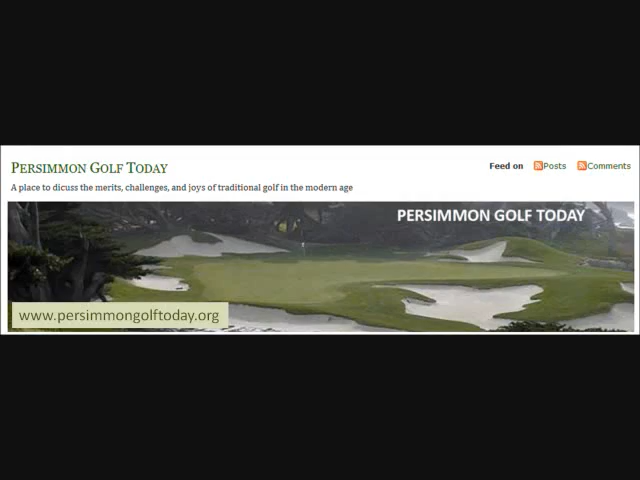 PERSIMMON GOLF TODAY
Feed on Posts Comments
A place to dicuss the merits, challenges, and joys of traditional golf in the modern age
PERSIMMON GOLF TODAY
www.persimmongolftoday.org